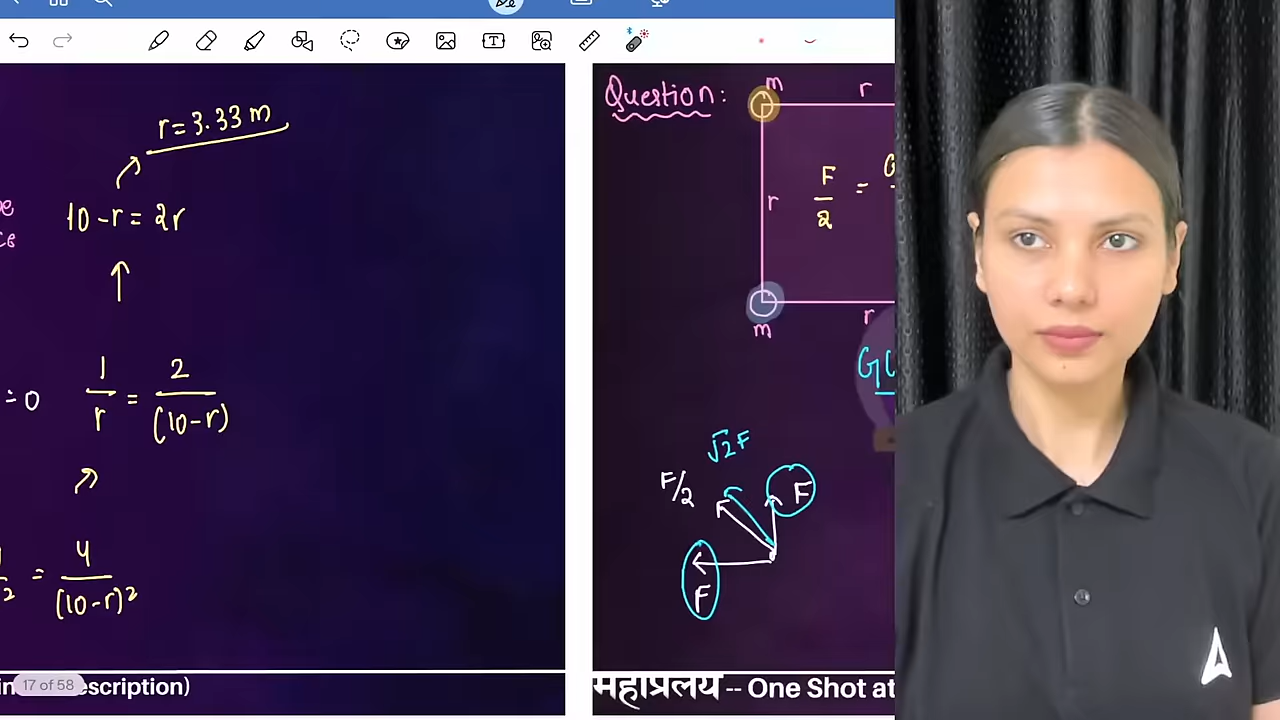 r = 3.33 m
10 - r = 2r
= 0
1/r = 2/(10-r)
= 4/(10-r)²
17 of 58
escription)
Question:
m
r
F/2 =
r
m
r
√2F
F/2
F
F
महाप्रलय -- One Shot at